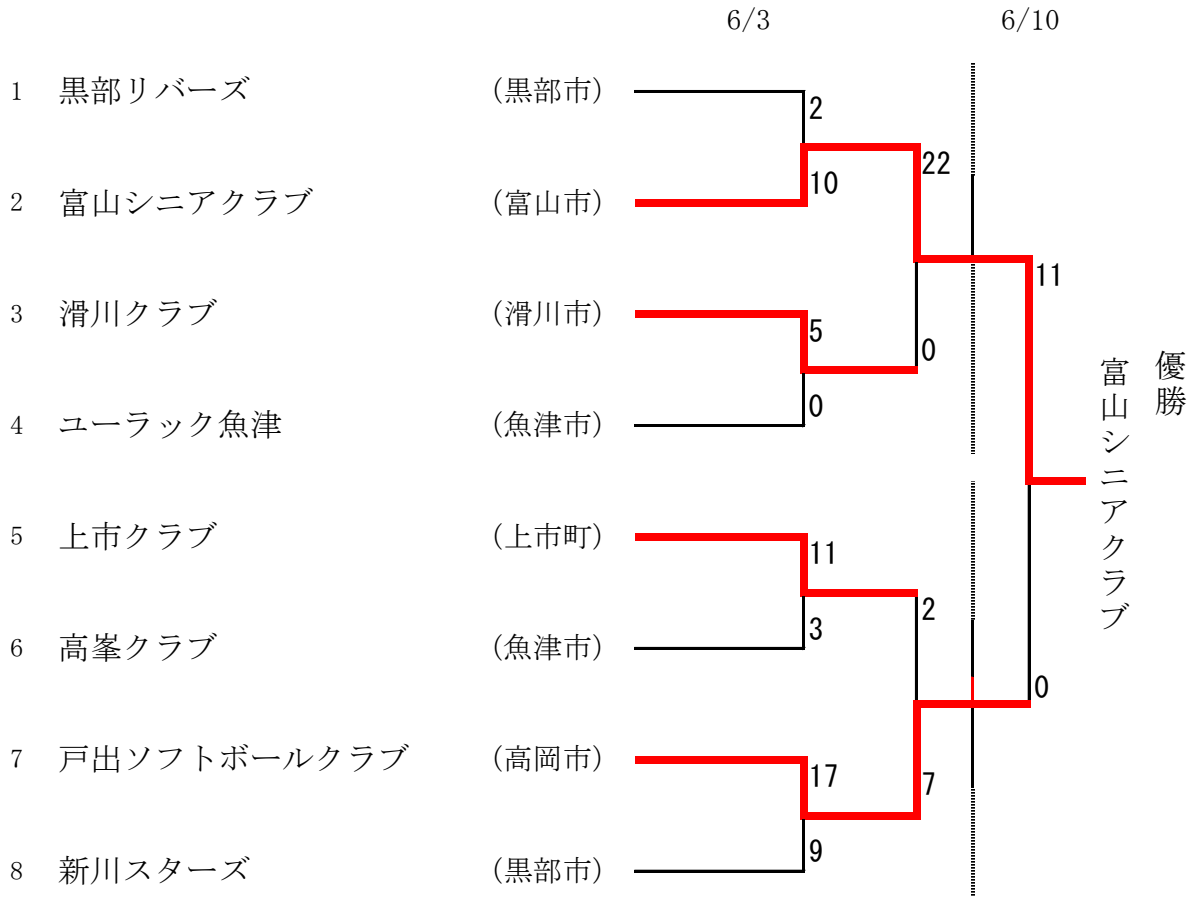 6/3 6/10
1 黒部リバーズ (黒部市)
2
2 富山シニアクラブ (富山市)
10
22
3 滑川クラブ (滑川市)
5
0
4 ユーラック魚津 (魚津市)
0
11
5 上市クラブ (上市町)
11
6 高峯クラブ (魚津市)
3
2
7 戸出ソフトボールクラブ (高岡市)
17
7
8 新川スターズ (黒部市)
9
0
優勝
富山シニアクラブ